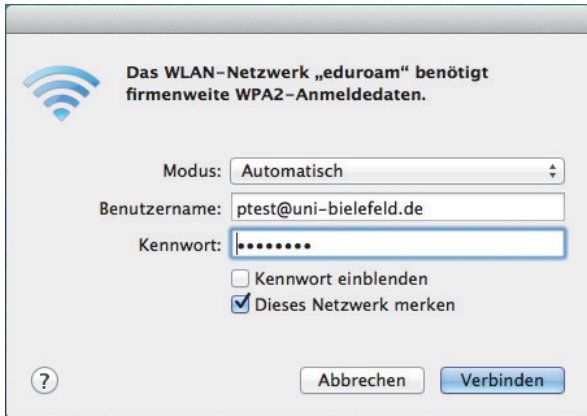 Das WLAN-Netzwerk „eduroam“ benötigt
firmenweite WPA2-Anmeldedaten.
Modus: Automatisch
Benutzername: ptest@uni-bielefeld.de
Kennwort: ••••••••
Kennwort einblenden
Dieses Netzwerk merken
? Abbrechen Verbinden